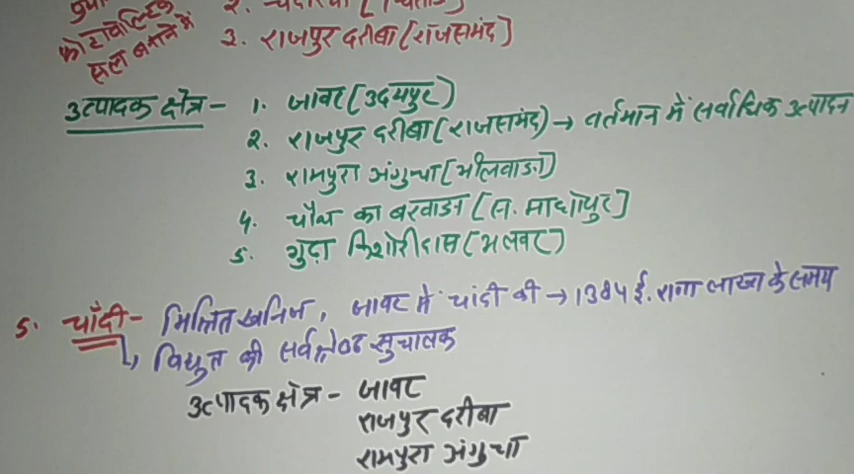 2. चंदेरिया [चित्तौड़]
फोटोवोल्टिक
सेल बनाने में
3. राजपुर दरीबा [राजसमंद]
उत्पादक क्षेत्र - 1. जावर [उदयपुर]
2. राजपुर दरीबा [राजसमंद) → वर्तमान में सर्वाधिक उत्पादन
3. रामपुरा अंगुचा [भीलवाडा)
4. चौथ का बरवाडा [स. माधोपुर]
5. गुढ़ा किशोरीदास [अलवर)
5. चाँदी - मिश्रित खनिज, जावर में चांदी की → 1384 ई. राणा लाखा के समय
↳ विद्युत की सर्वश्रेष्ठ सुचालक
उत्पादक क्षेत्र - जावर
राजपुर दरीबा
रामपुरा अंगुचा